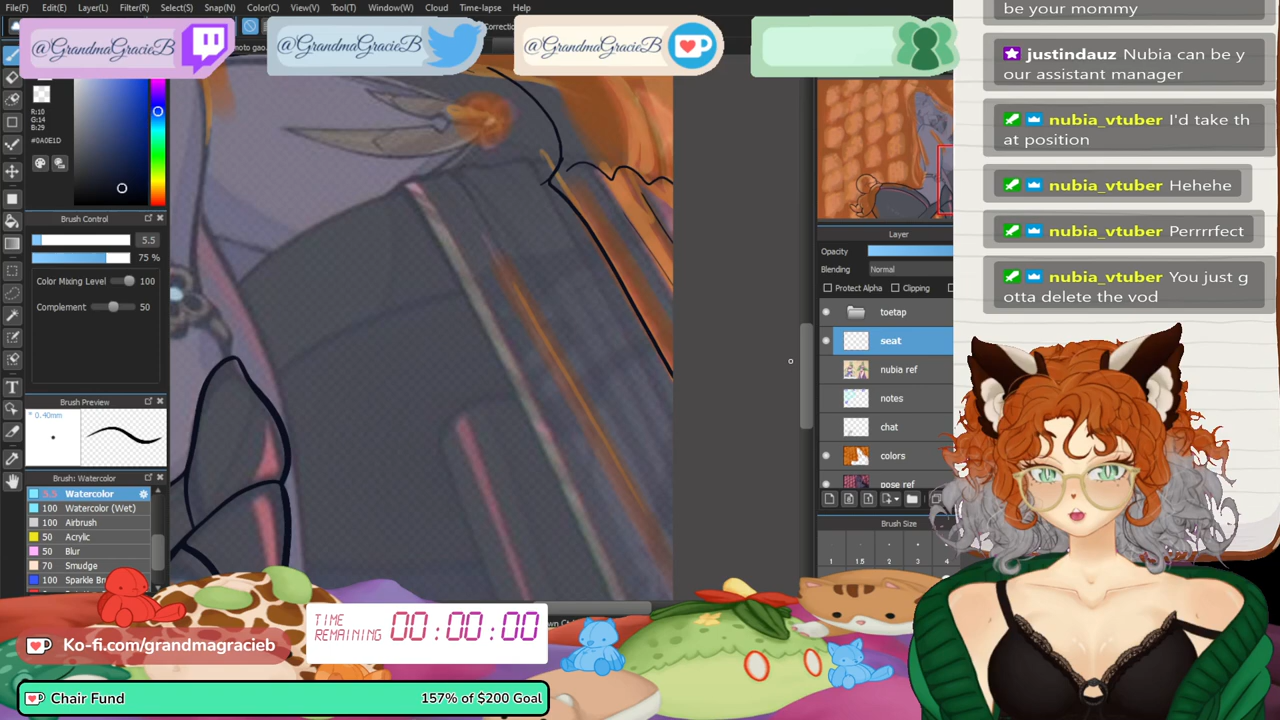 File(F) Edit(E) Layer(L) Filter(R) Select(S) Snap(N) Color(C) View(V) Tool(T) Window(W) Cloud Time-lapse Help
be your mommy
@GrandmaGracieB
@GrandmaGracieB
@GrandmaGracieB
Correction
moto gao.
justindauz Nubia can be y
our assistant manager
R:10
G:14
B:29
#0A0E1D
nubia_vtuber I'd take th
at position
nubia_vtuber Hehehe
Brush Control
nubia_vtuber Perrrrfect
5.5
75 %
Layer
Opacity
Blending Normal
Color Mixing Level 100
Complement 50
Protect Alpha Clipping
nubia_vtuber You just g
otta delete the vod
toetap
seat
nubia ref
notes
chat
colors
pose ref
Brush Preview
* 0.40mm
Brush: Watercolor
5.5 Watercolor
100 Watercolor (Wet)
100 Airbrush
50 Acrylic
50 Blur
70 Smudge
100 Sparkle Br
Brush Size
1 1.5 2 3 4
TIME
REMAINING 00:00:00
Ko-fi.com/grandmagracieb
Chair Fund 157% of $200 Goal